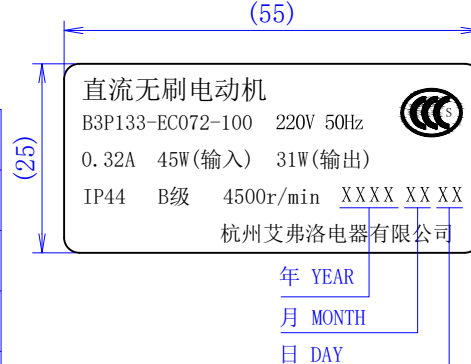 (55)
(25)
直流无刷电动机
B3P133-EC072-100 220V 50Hz
0.32A 45W(输入) 31W(输出)
IP44 B级 4500r/min XXXX XX XX
杭州艾弗洛电器有限公司
年 YEAR
月 MONTH
日 DAY